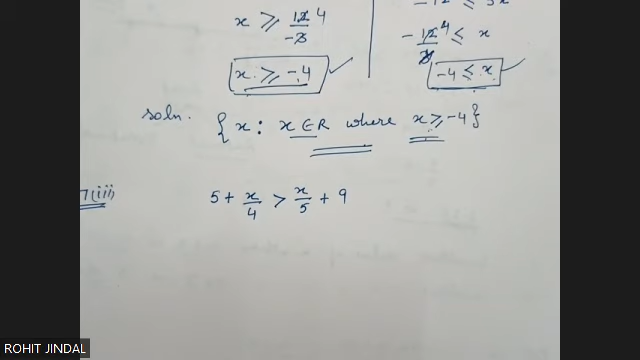 x ≥ 12 4 / -3
x ≥ -4
-12 ≤ 3x
- 12 4 / 3 ≤ x
-4 ≤ x
Soln. { x : x ∈ R where x ≥ -4 }
7(iii) 5 + x/4 > x/5 + 9
ROHIT JINDAL